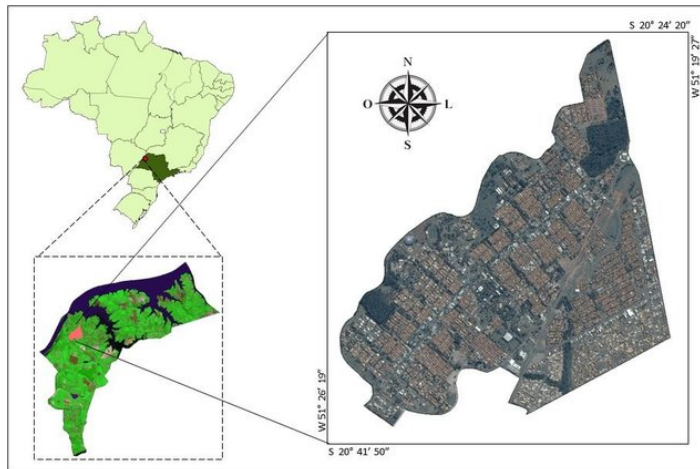 S 20° 24' 20"
W 51° 19' 27"
N
O L
S
W 51° 26' 19"
S 20° 41' 50"